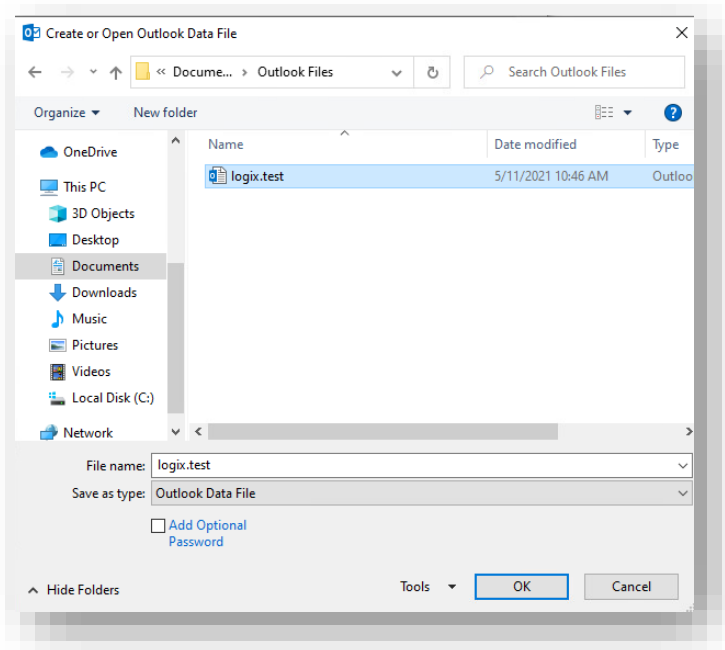 Create or Open Outlook Data File
« Docume... › Outlook Files
Search Outlook Files
Organize
New folder
Name
Date modified
Type
OneDrive
This PC
3D Objects
Desktop
Documents
Downloads
Music
Pictures
Videos
Local Disk (C:)
Network
logix.test
5/11/2021 10:46 AM
Outloo
File name: logix.test
Save as type: Outlook Data File
Add Optional
Password
Hide Folders
Tools
OK
Cancel